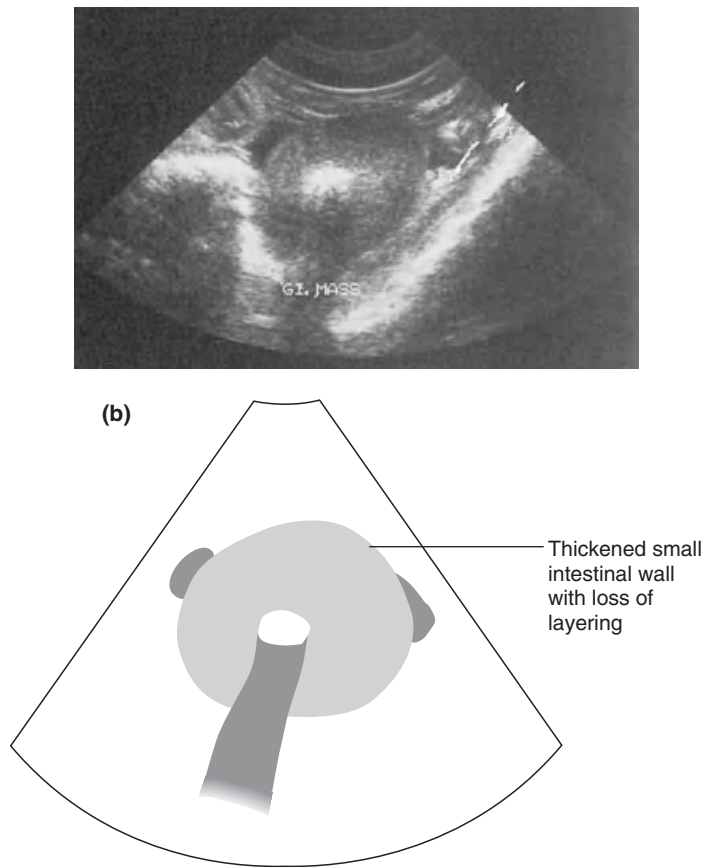 GI.MASS
(b)
Thickened small
intestinal wall
with loss of
layering